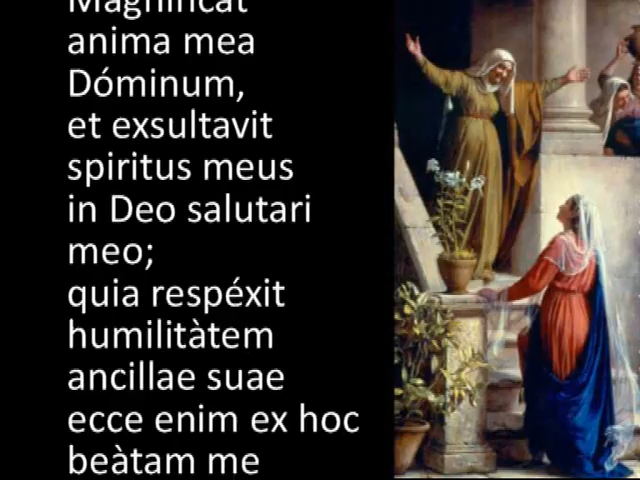 Magnificat
anima mea
Dóminum,
et exsultavit
spiritus meus
in Deo salutari
meo;
quia respéxit
humilitàtem
ancillae suae
ecce enim ex hoc
beàtam me